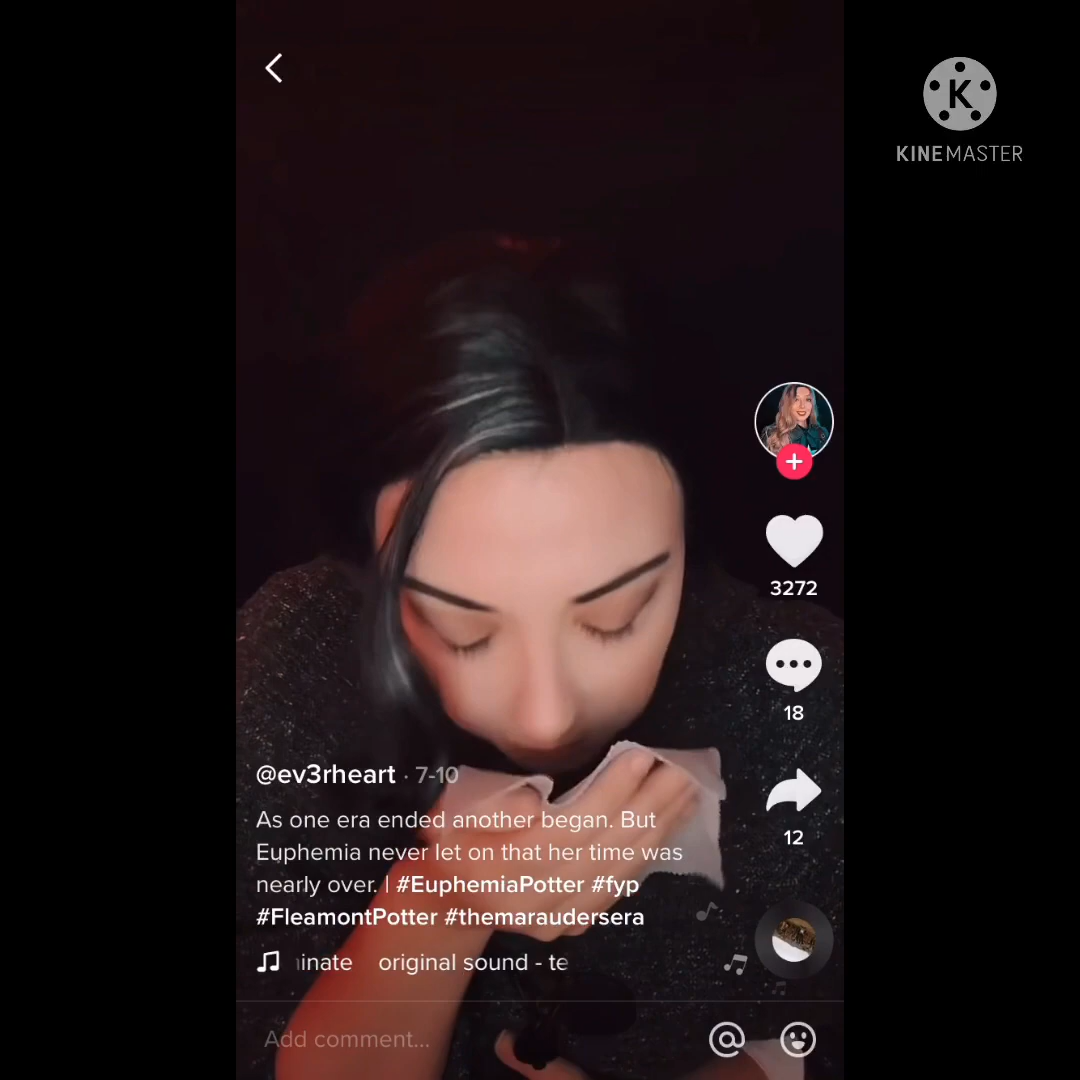 K
KINEMASTER
3272
18
12
@ev3rheart · 7-10
As one era ended another began. But
Euphemia never let on that her time was
nearly over. | #EuphemiaPotter #fyp
#FleamontPotter #themaraudersera
inate original sound - te
Add comment...
@